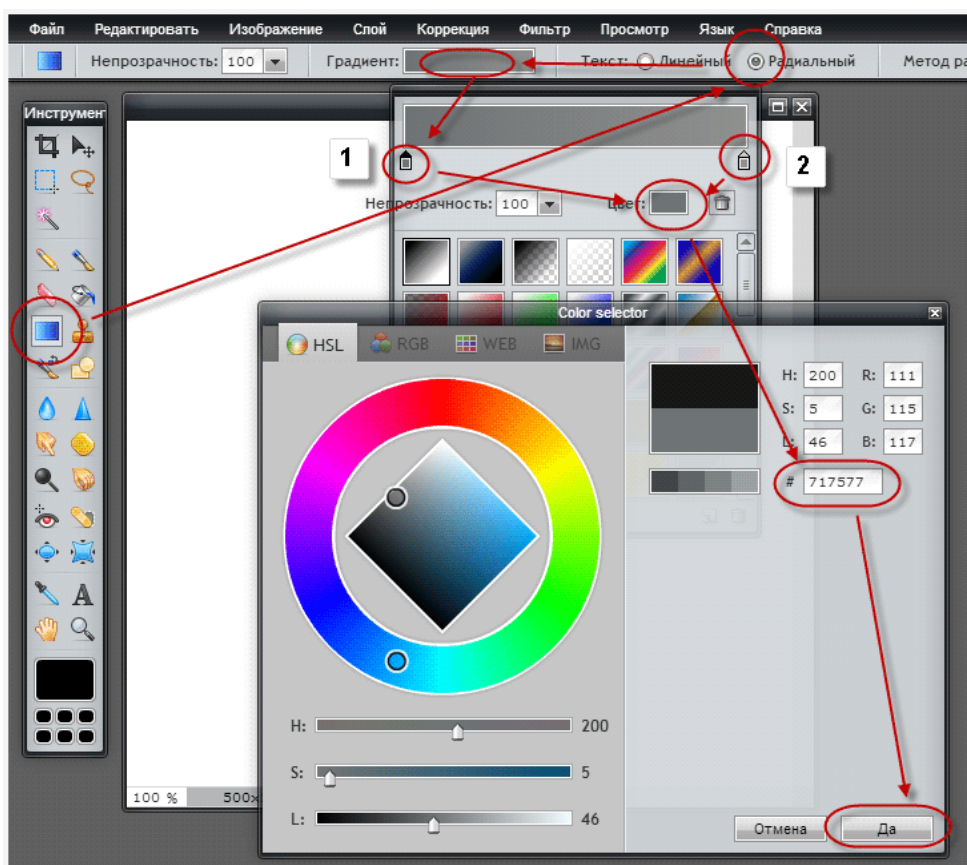 Файл Редактировать Изображение Слой Коррекция Фильтр Просмотр Язык Справка
Непрозрачность: 100 Градиент: Текст: Линейный Радиальный Метод ра
Инструмен
1
2
Непрозрачность: 100 Цвет:
Color selector
HSL RGB WEB IMG
H: 200 R: 111
S: 5 G: 115
L: 46 B: 117
# 717577
A
H: 200
S: 5
L: 46
100 % 500x
Отмена Да